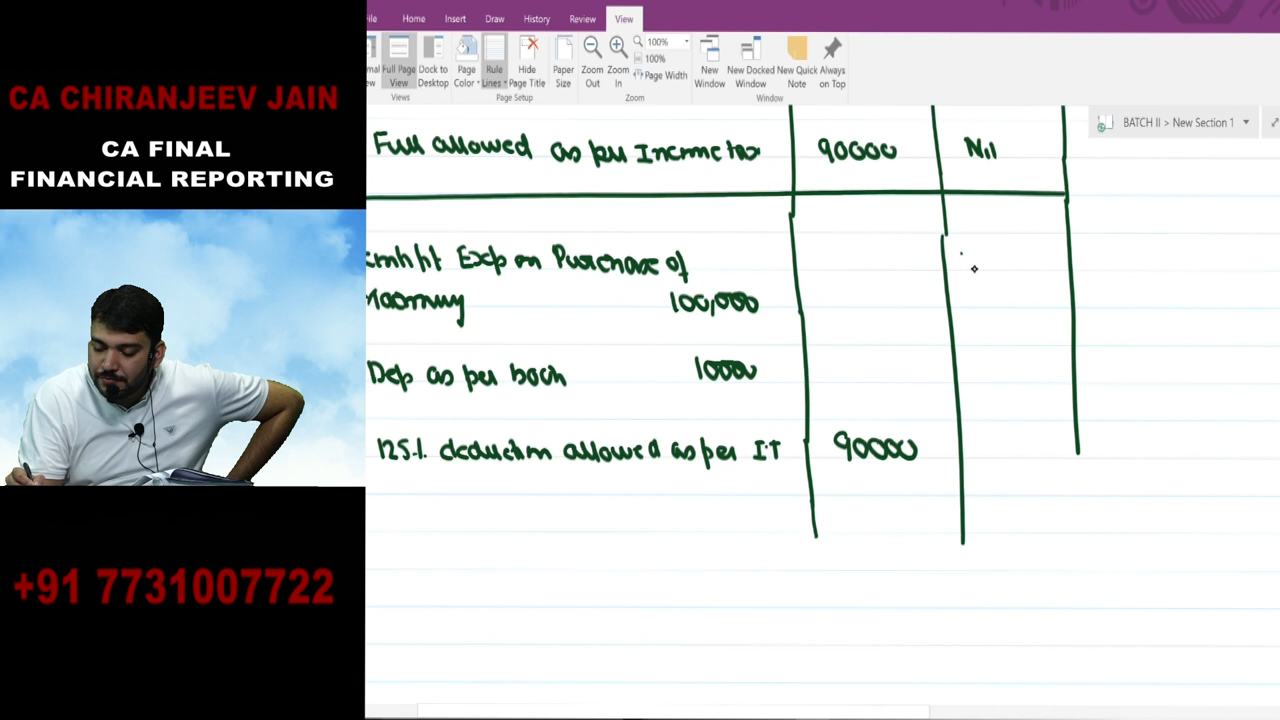 File Home Insert Draw History Review View
Full Page View
Dock to Desktop
Page Color
Rule Lines
Hide Page Title
Paper Size
Zoom Out
Zoom In
100%
100%
Page Width
New Window
New Docked Window
New Quick Note
Always on Top
Views
Page Setup
Zoom
Window
BATCH II > New Section 1
CA CHIRANJEEV JAIN
CA FINAL
FINANCIAL REPORTING
+91 7731007722
Full allowed as per Income tax 90000 Nil
Exp on Purchase of
100,000
Dep as per book 10000
125% deduction allowed as per IT 90000